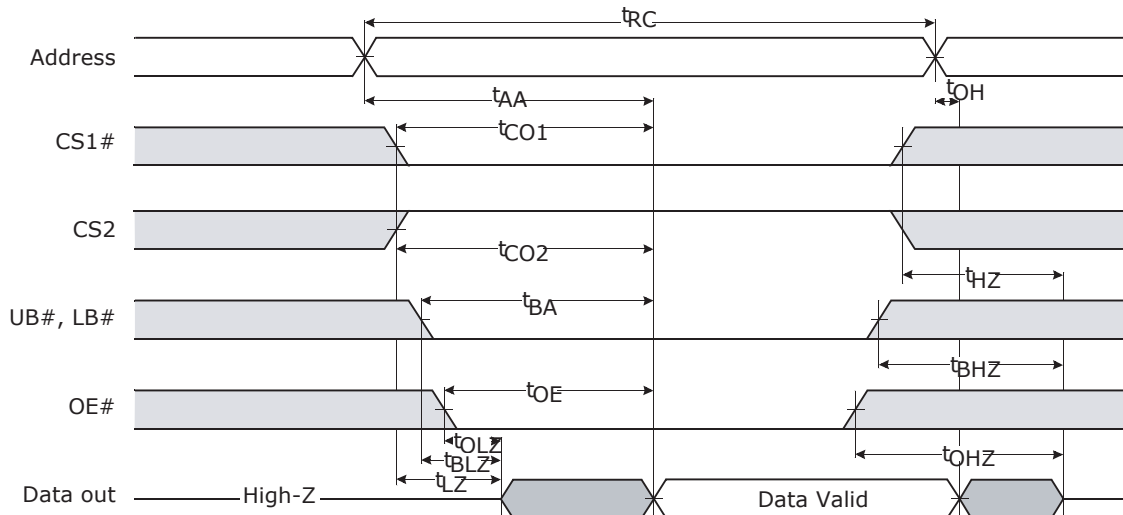 tRC
Address
tAA
tOH
CS1#
tCO1
CS2
tCO2
tHZ
UB#, LB#
tBA
tBHZ
OE#
tOE
tOLZ
tBLZ
tOHZ
tLZ
Data out
High-Z
Data Valid